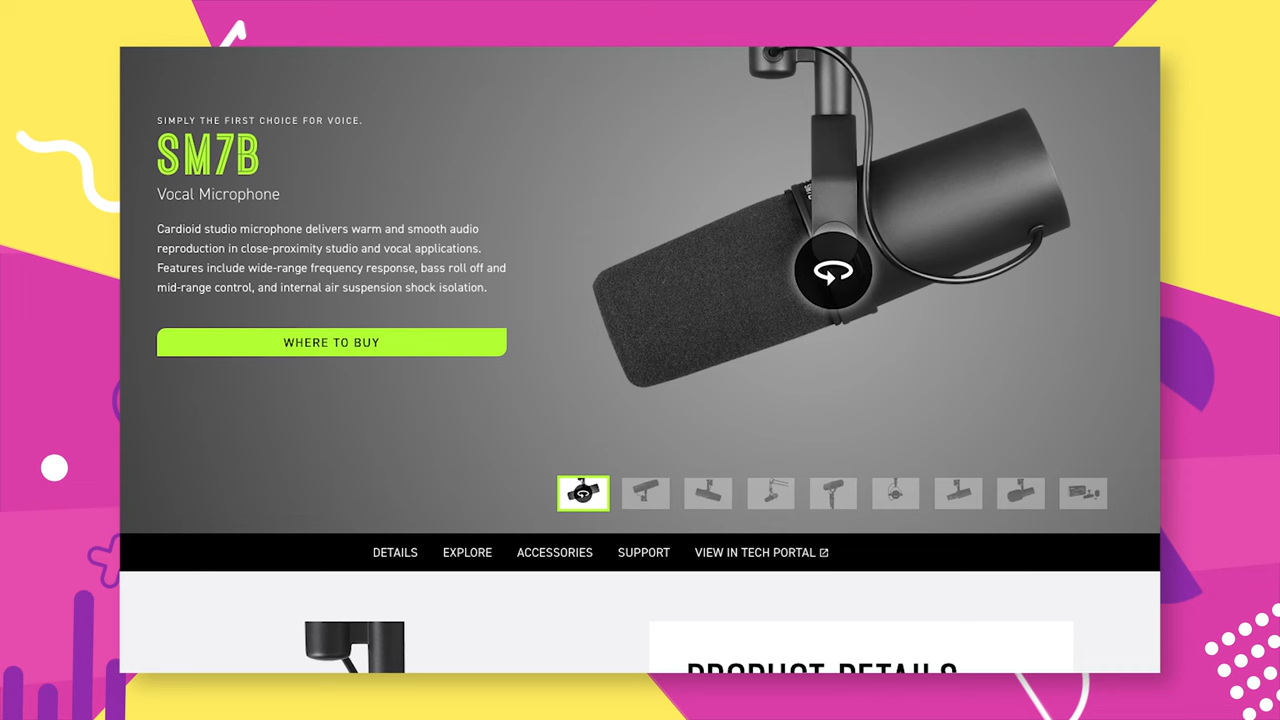 SIMPLY THE FIRST CHOICE FOR VOICE.
SM7B
Vocal Microphone
Cardioid studio microphone delivers warm and smooth audio
reproduction in close-proximity studio and vocal applications.
Features include wide-range frequency response, bass roll off and
mid-range control, and internal air suspension shock isolation.
WHERE TO BUY
DETAILS EXPLORE ACCESSORIES SUPPORT VIEW IN TECH PORTAL
PRODUCT DETAILS